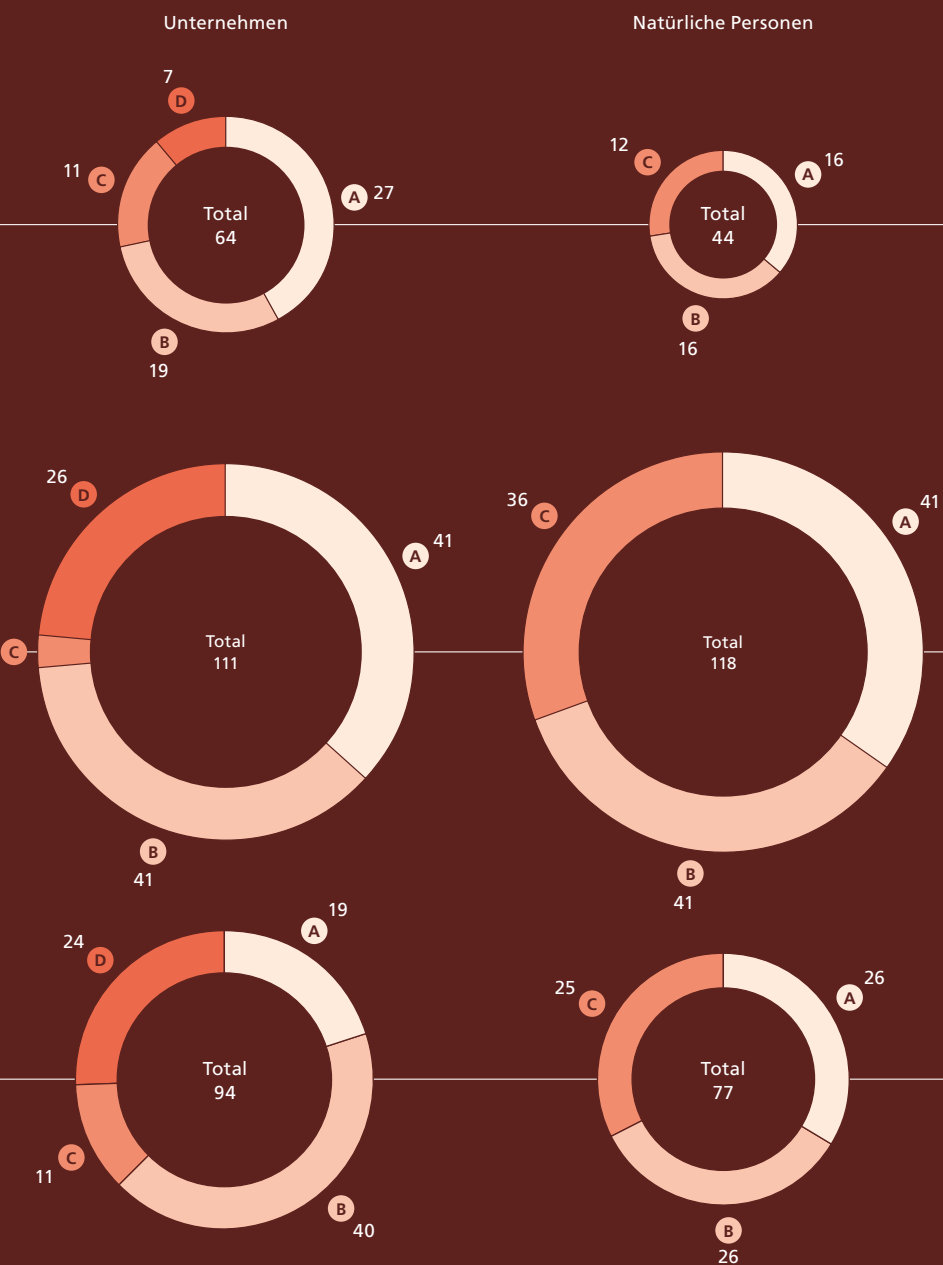 Unternehmen
Natürliche Personen
7
D
11
C
A
27
Total
64
B
19
12
C
A
16
Total
44
B
16
26
D
A
41
C
Total
111
B
41
36
C
A
41
Total
118
B
41
24
D
A
19
Total
94
C
11
B
40
25
C
A
26
Total
77
B
26